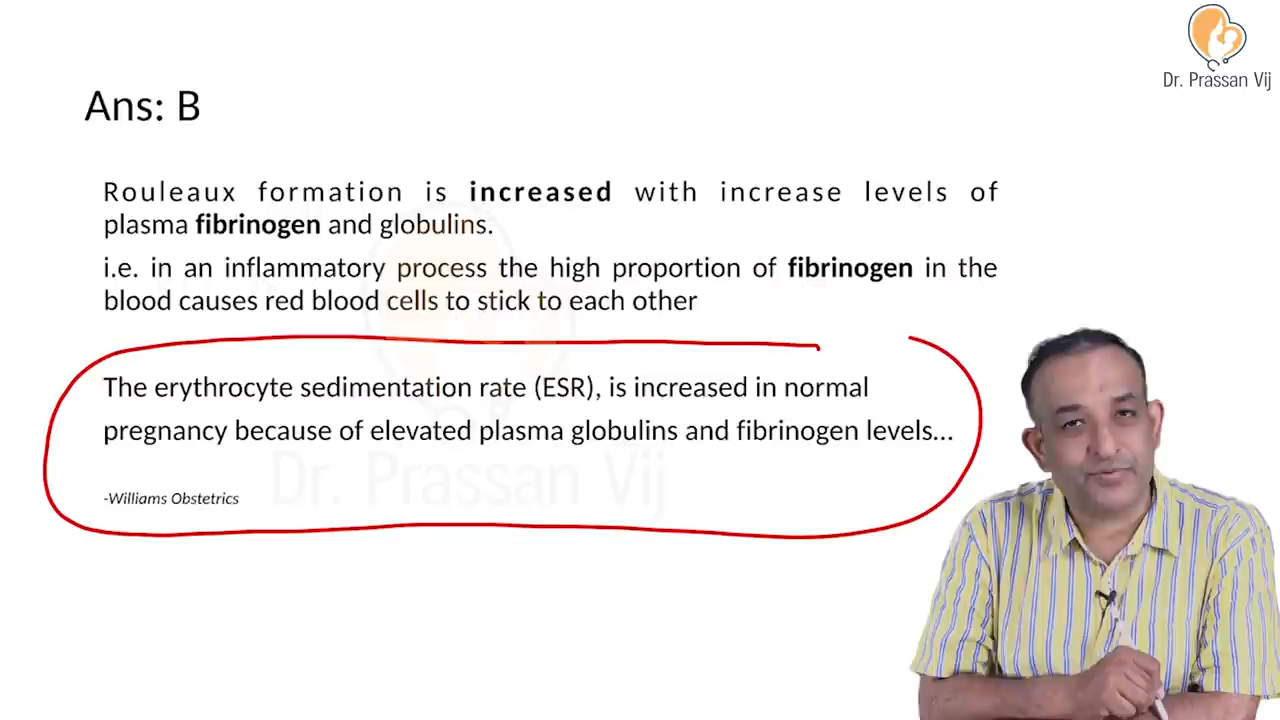 Dr. Prassan Vij
Ans: B
Rouleaux formation is increased with increase levels of
plasma fibrinogen and globulins.
i.e. in an inflammatory process the high proportion of fibrinogen in the
blood causes red blood cells to stick to each other
The erythrocyte sedimentation rate (ESR), is increased in normal
pregnancy because of elevated plasma globulins and fibrinogen levels...
-Williams Obstetrics
Dr. Prassan Vij